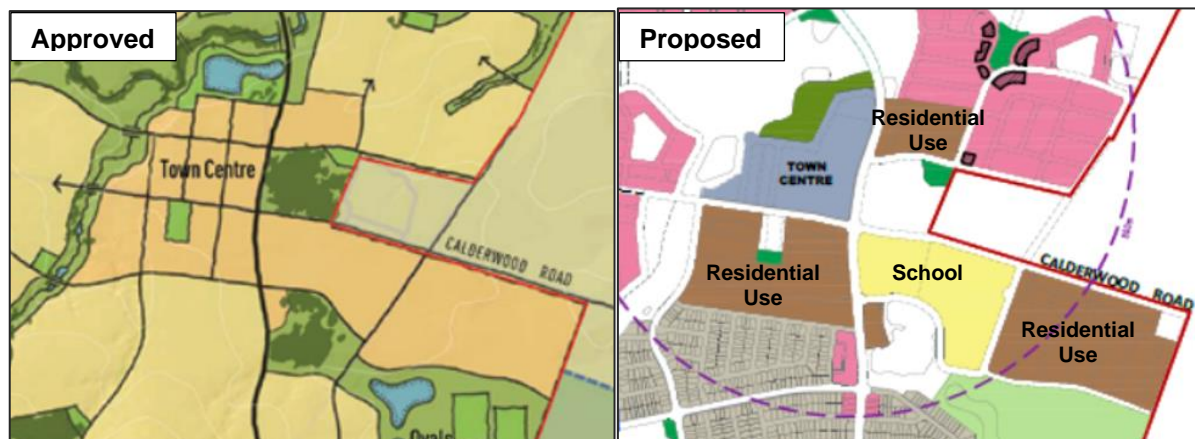 Approved
Town Centre
CALDERWOOD ROAD
Ovals
Proposed
Residential
Use
TOWN
CENTRE
CALDERWOOD ROAD
Residential
Use
School
Residential
Use